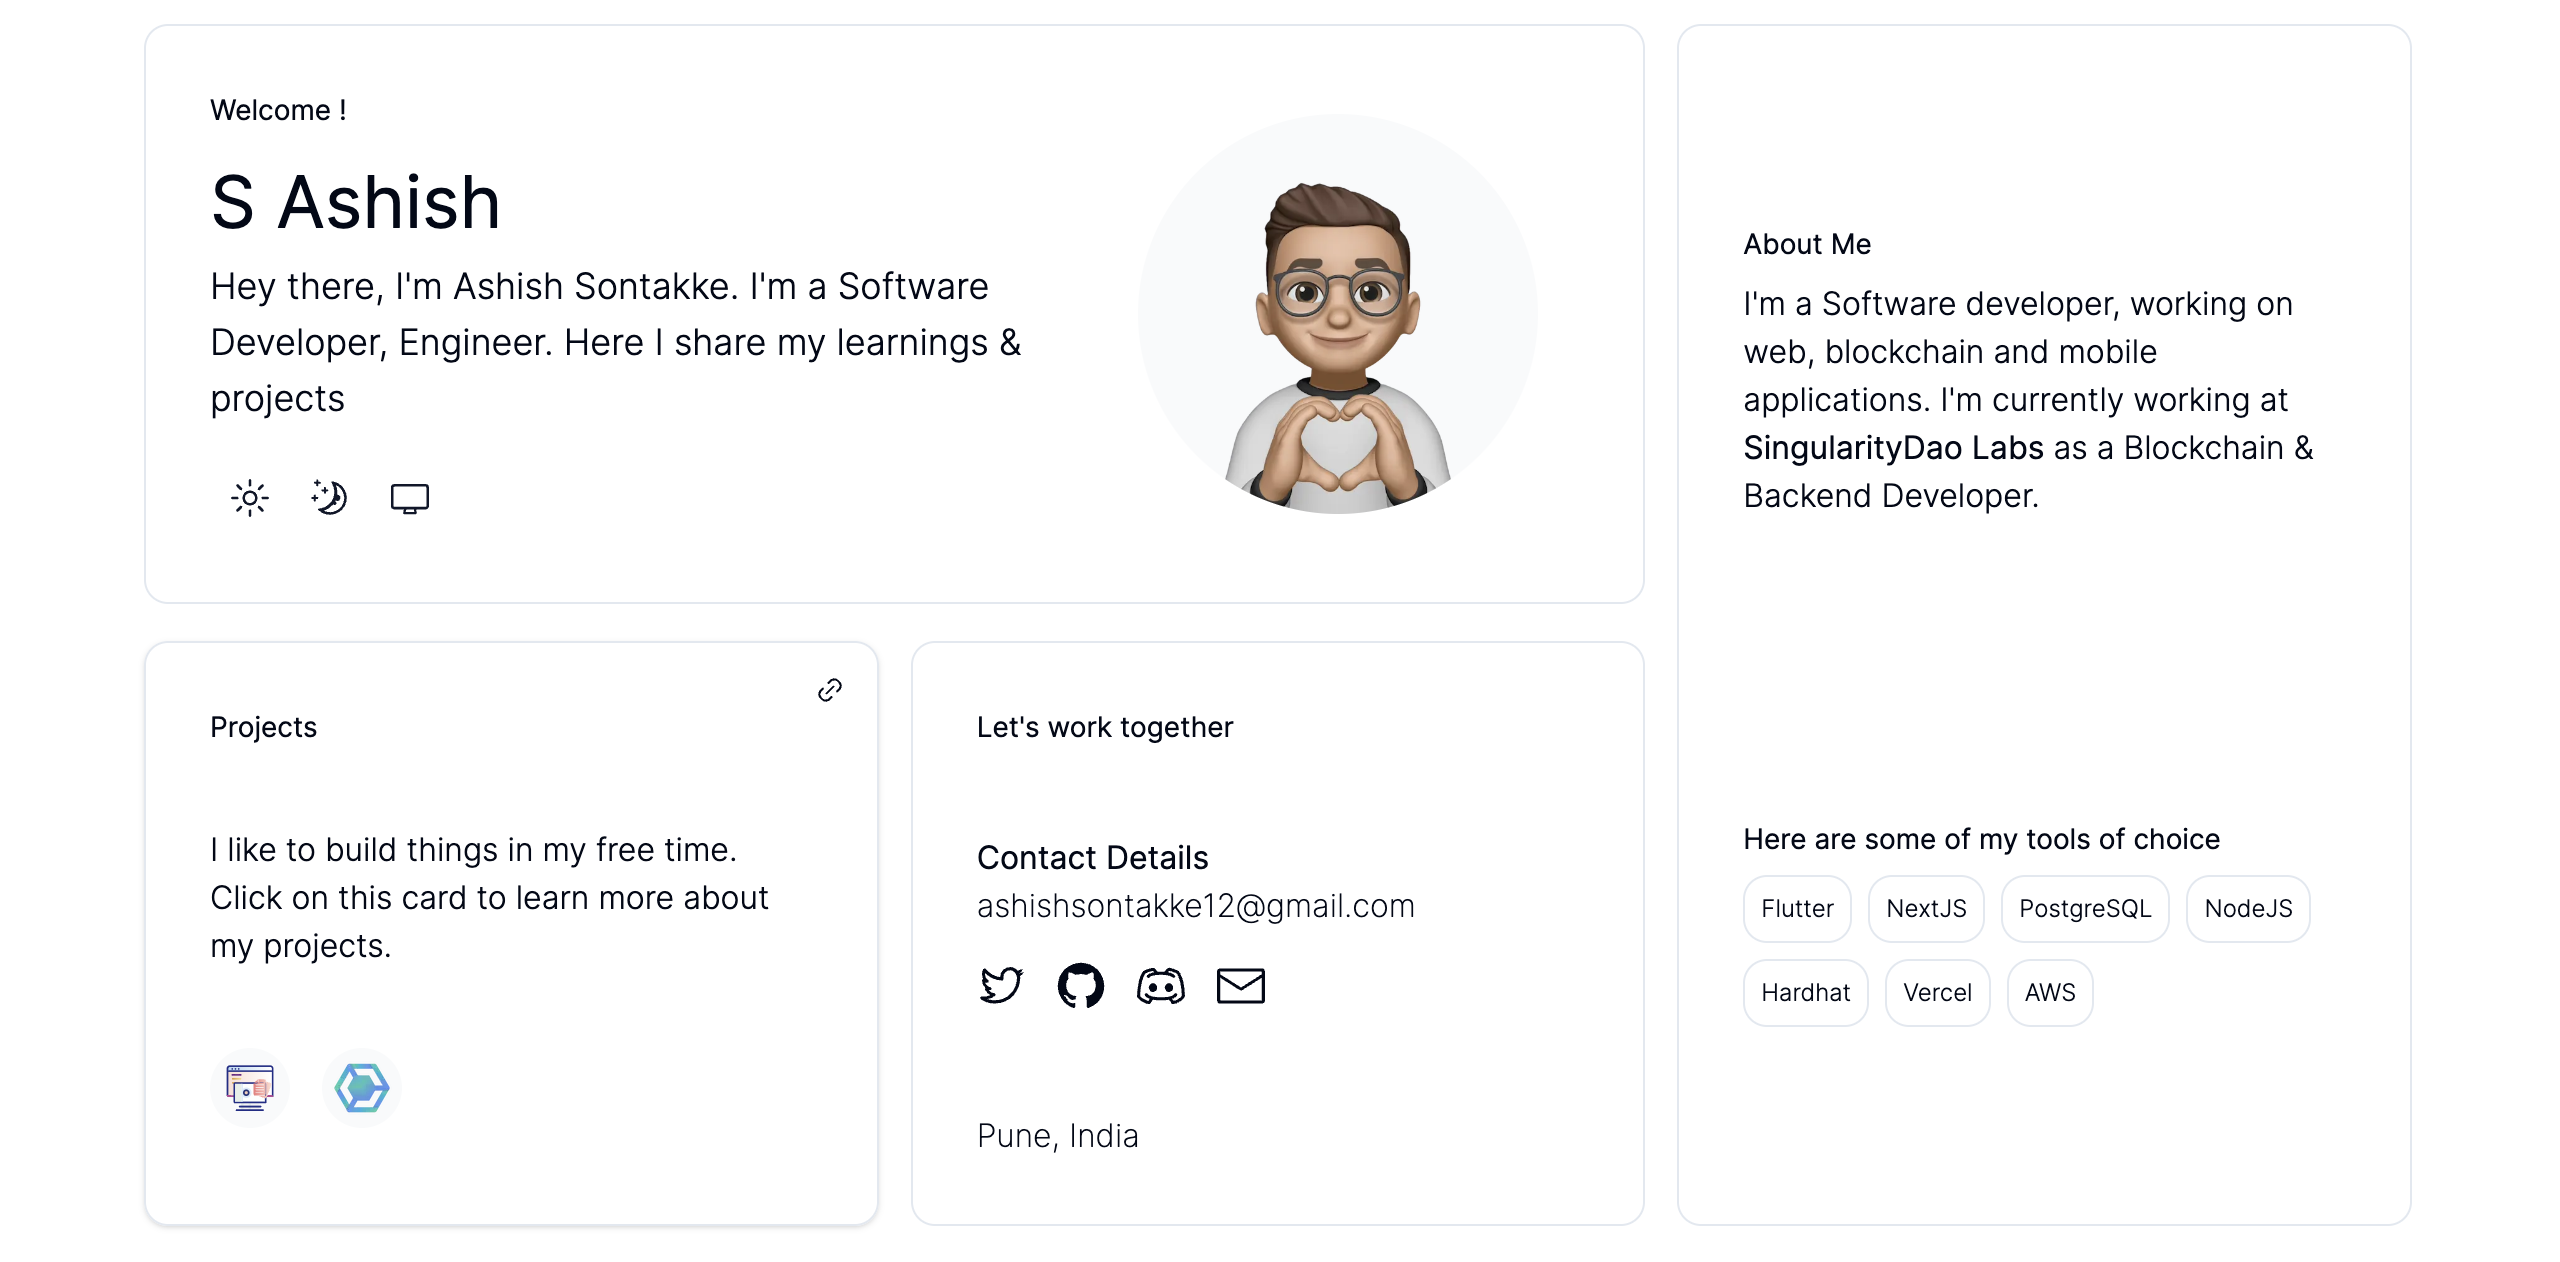 Welcome !
S Ashish
Hey there, I'm Ashish Sontakke. I'm a Software
Developer, Engineer. Here I share my learnings &
projects
About Me
I'm a Software developer, working on
web, blockchain and mobile
applications. I'm currently working at
SingularityDao Labs as a Blockchain &
Backend Developer.
Here are some of my tools of choice
Flutter NextJS PostgreSQL NodeJS
Hardhat Vercel AWS
Projects
I like to build things in my free time.
Click on this card to learn more about
my projects.
Let's work together
Contact Details
ashishsontakke12@gmail.com
Pune, India